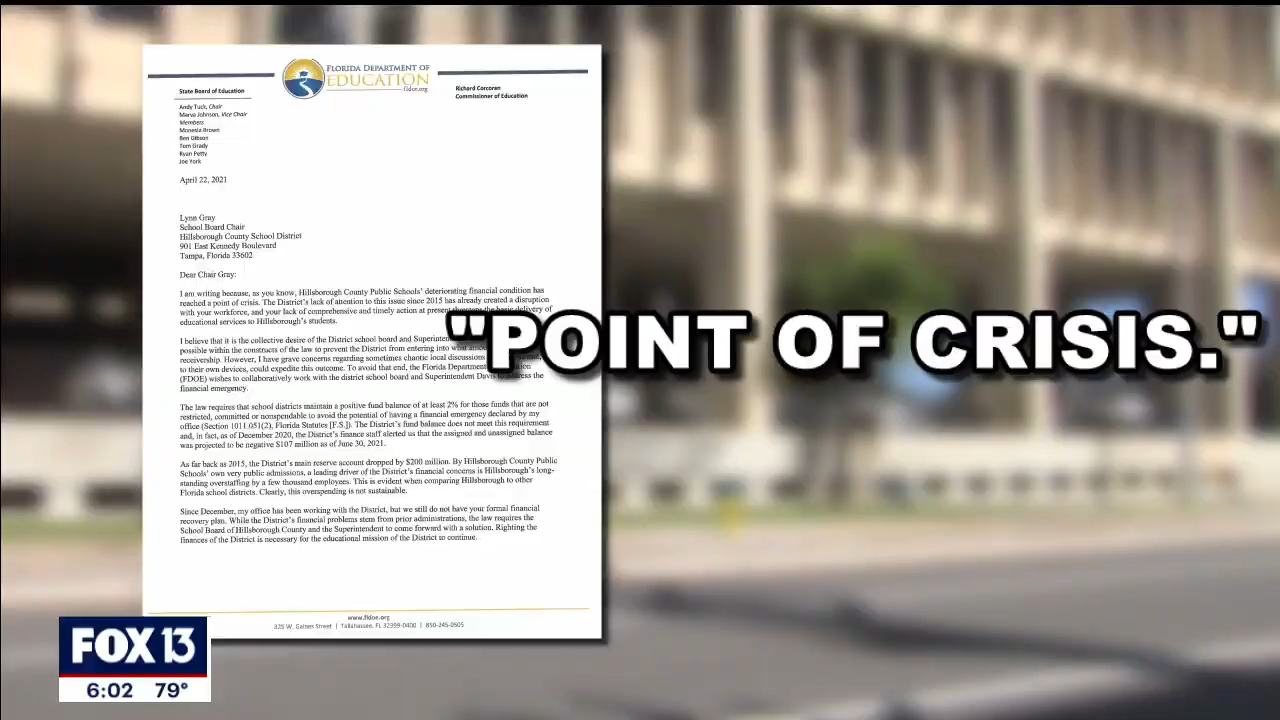 FLORIDA DEPARTMENT OF
EDUCATION
fldoe.org
State Board of Education
Andy Tuck, Chair
Marva Johnson, Vice Chair
Members
Monesia Brown
Ben Gibson
Tom Grady
Ryan Petty
Joe York
Richard Corcoran
Commissioner of Education
April 22, 2021
Lynn Gray
School Board Chair
Hillsborough County School District
901 East Kennedy Boulevard
Tampa, Florida 33602
Dear Chair Gray:
I am writing because, as you know, Hillsborough County Public Schools' deteriorating financial condition has
reached a point of crisis. The District's lack of attention to this issue since 2015 has already created a disruption
with your workforce, and your lack of comprehensive and timely action at present the basic delivery of
educational services to Hillsborough's students.
I believe that it is the collective desire of the District school board and
possible within the constructs of the law to prevent the District from entering into what
receivership. However, I have grave concerns regarding sometimes chaotic local discussions
to their own devices, could expedite this outcome. To avoid that end, the Florida Department
(FDOE) wishes to collaboratively work with the district school board and Superintendent Davis to address the
financial emergency.
The law requires that school districts maintain a positive fund balance of at least 2% for those funds that are not
restricted, committed or nonspendable to avoid the potential of having a financial emergency declared by my
office (Section 1011.051(2), Florida Statutes [F.S.]). The District's fund balance does not meet this requirement
and, in fact, as of December 2020, the District's finance staff alerted us that the assigned and unassigned balance
was projected to be negative $107 million as of June 30, 2021.
As far back as 2015, the District's main reserve account dropped by $200 million. By Hillsborough County Public
Schools' own very public admissions, a leading driver of the District's financial concerns is Hillsborough's long-
standing overstaffing by a few thousand employees. This is evident when comparing Hillsborough to other
Florida school districts. Clearly, this overspending is not sustainable.
Since December, my office has been working with the District, but we still do not have your formal financial
recovery plan. While the District's financial problems stem from prior administrations, the law requires the
School Board of Hillsborough County and the Superintendent to come forward with a solution. Righting the
finances of the District is necessary for the educational mission of the District to continue.
www.fldoe.org
325 W. Gaines Street | Tallahassee, FL 32399-0400 | 850-245-0505
"POINT OF CRISIS."
FOX 13
6:02 79°